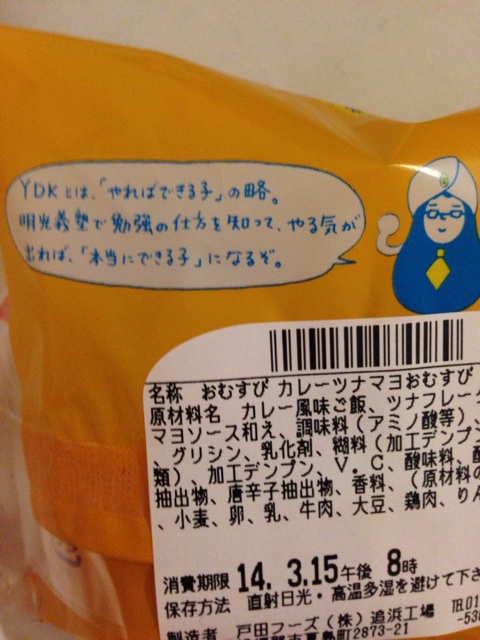 YDKとは、「やればできる子」の略。
明光義塾で勉強の仕方を知って、やる気が
出れば、「本当にできる子」になるぞ。
名称 おむすび カレーツナマヨおむすび
原材料名 カレー風味ご飯、ツナフレーク
マヨソース和え、調味料(アミノ酸等)、
、グリシン、乳化剤、糊料(加工デンプン
類)、加工デンプン、V.C、酸味料、
抽出物、唐辛子抽出物、香料、(原材料の
、小麦、卵、乳、牛肉、大豆、鶏肉、りん
消費期限 14. 3.15午後 8時
保存方法 直射日光・高温多湿を避けて下さ
製造者 戸田フーズ(株)追浜工場 TEL01
2873-21 -530